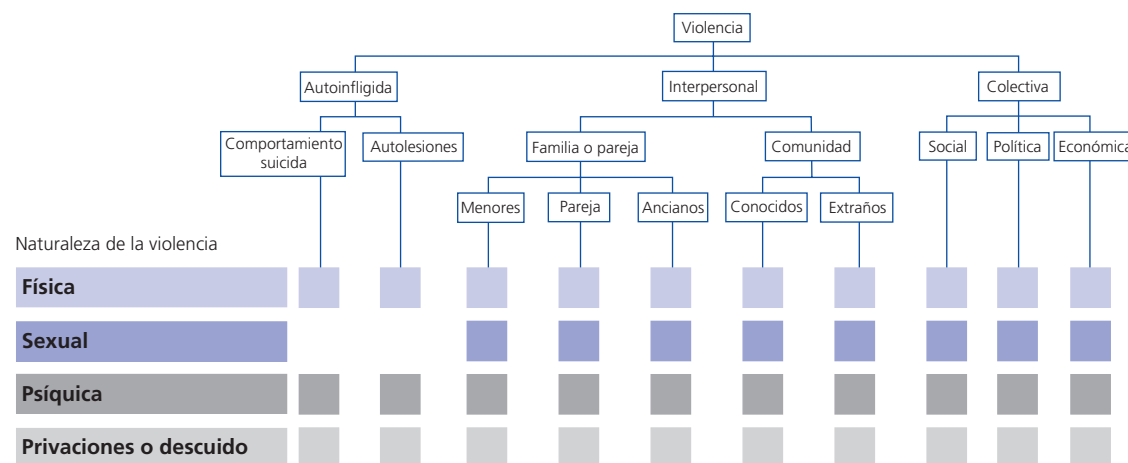 Violencia
Autoinfligida
Interpersonal
Colectiva
Comportamiento
suicida
Autolesiones
Familia o pareja
Comunidad
Social
Política
Económica
Menores
Pareja
Ancianos
Conocidos
Extraños
Naturaleza de la violencia
Física
Sexual
Psíquica
Privaciones o descuido